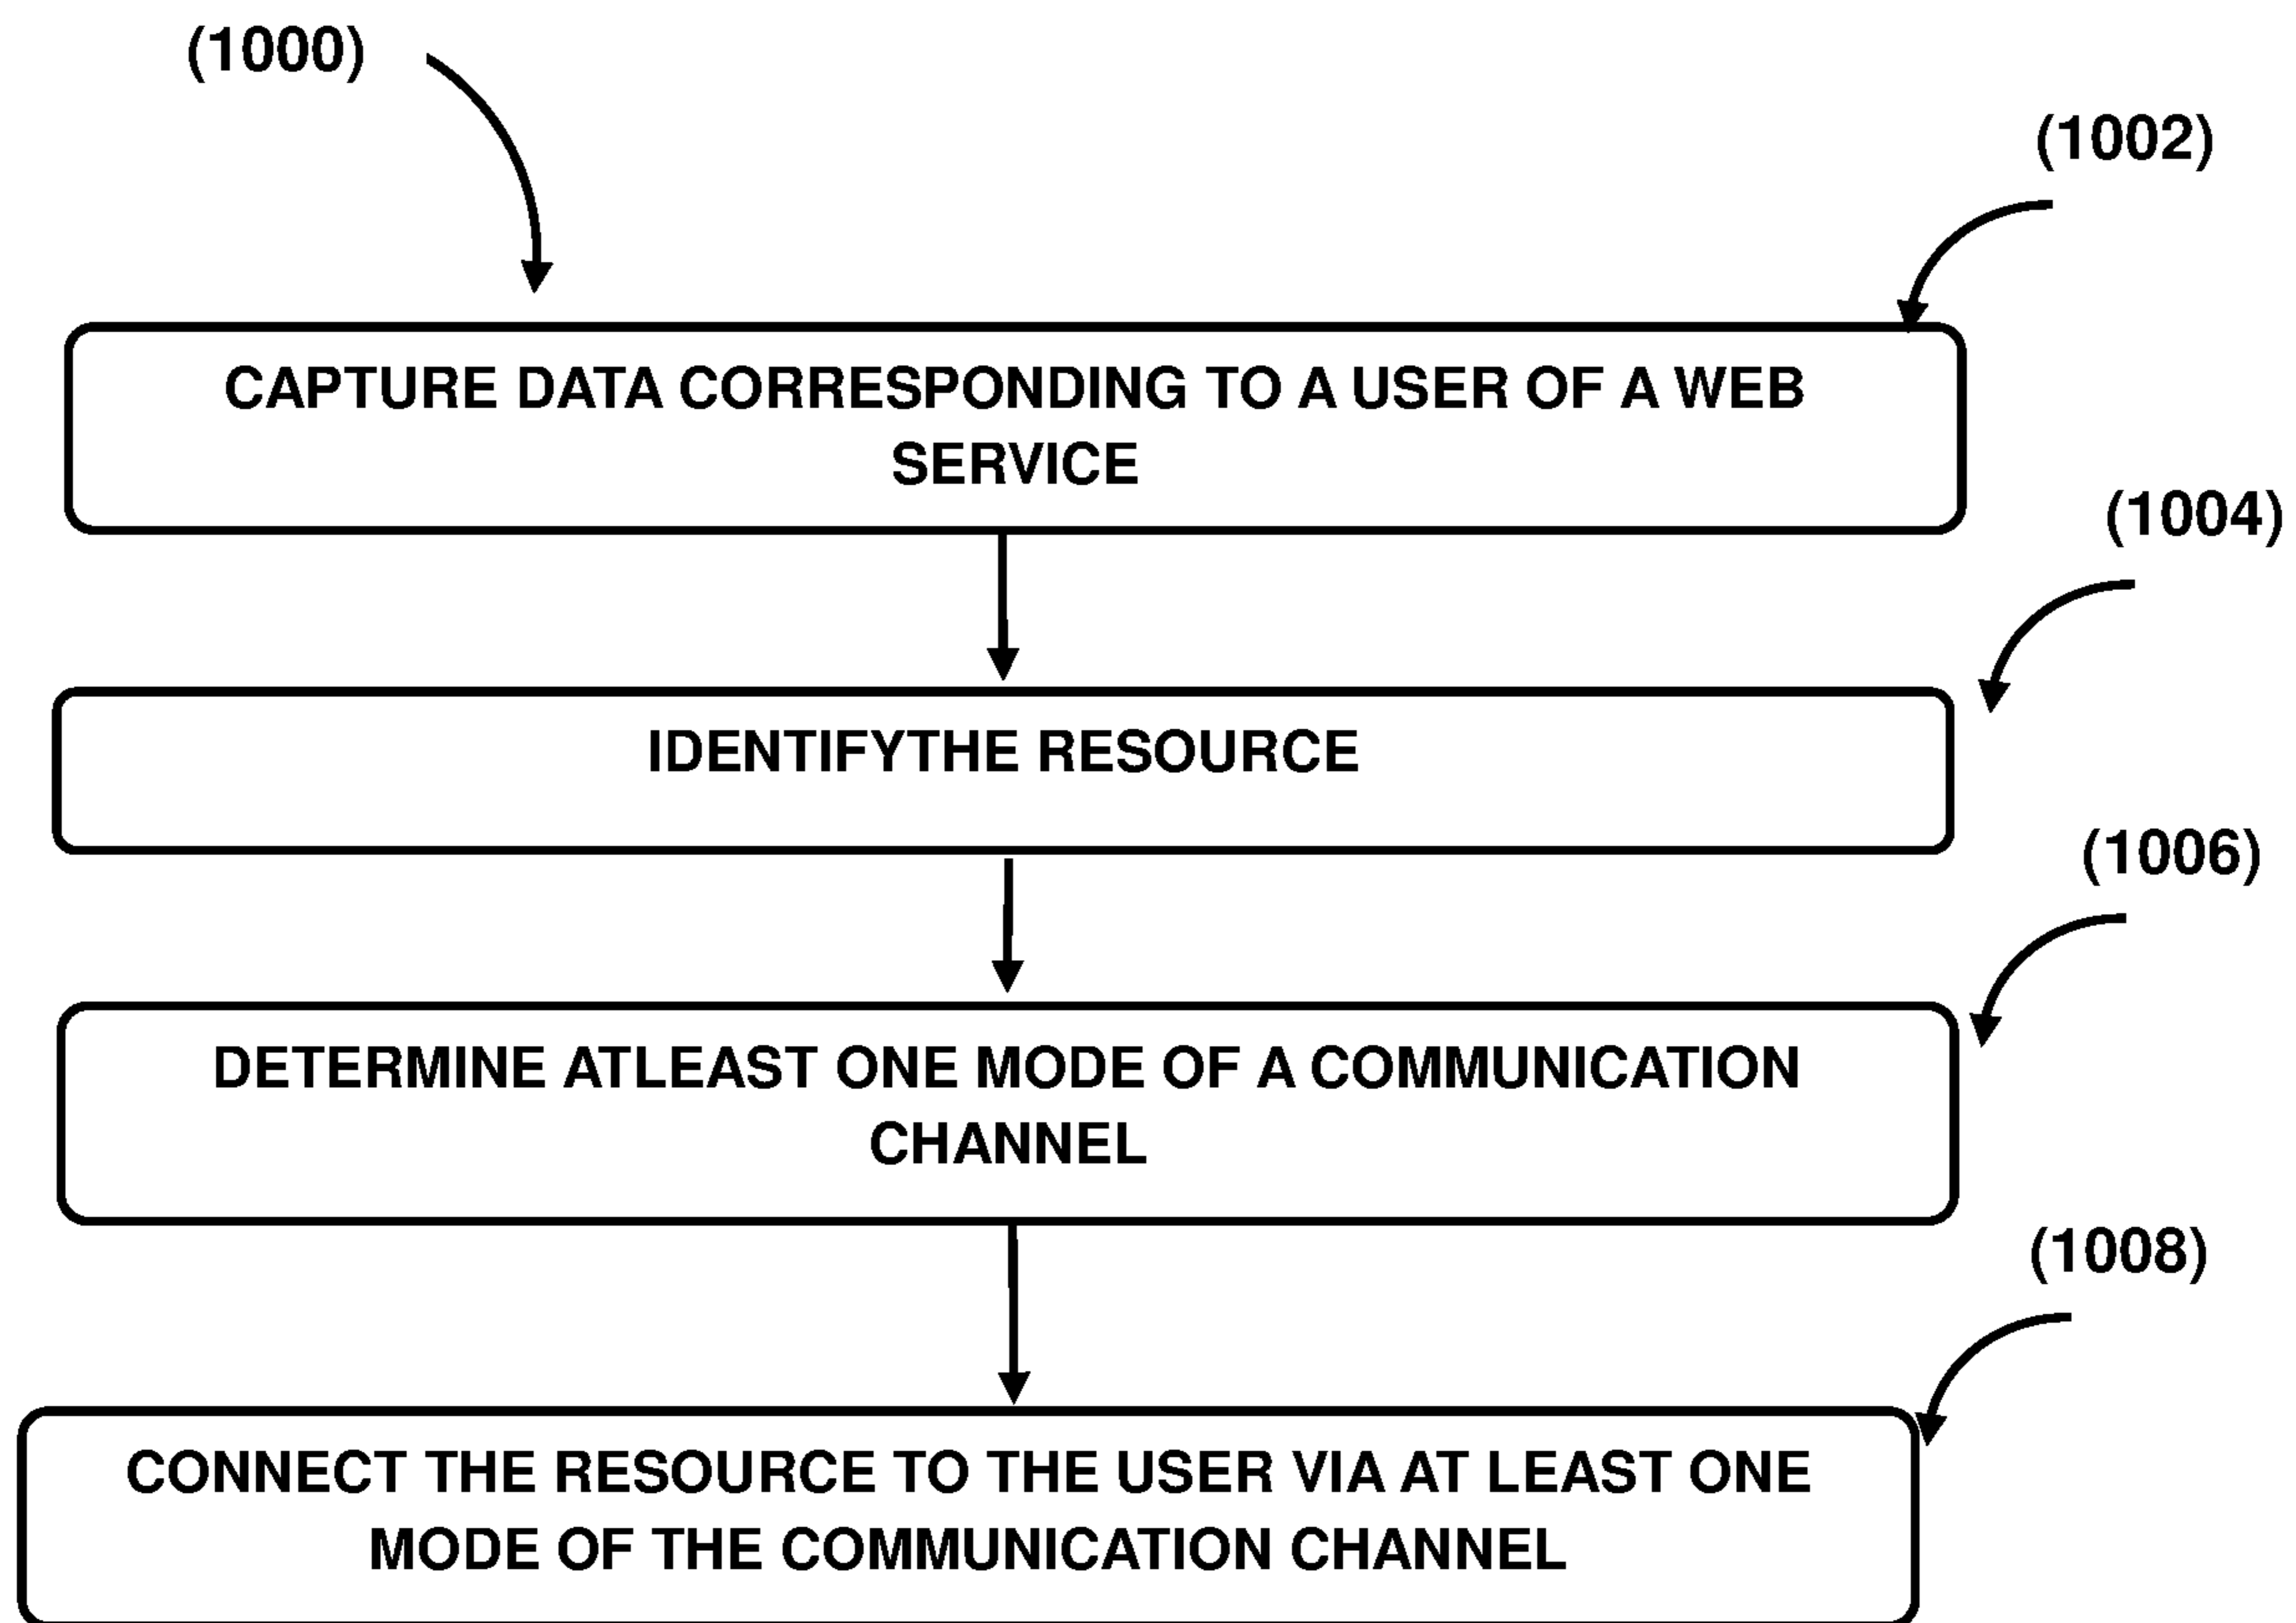 (1000)
(1002)
CAPTURE DATA CORRESPONDING TO A USER OF A WEB
SERVICE
(1004)
IDENTIFYTHE RESOURCE
(1006)
DETERMINE ATLEAST ONE MODE OF A COMMUNICATION
CHANNEL
(1008)
CONNECT THE RESOURCE TO THE USER VIA AT LEAST ONE
MODE OF THE COMMUNICATION CHANNEL